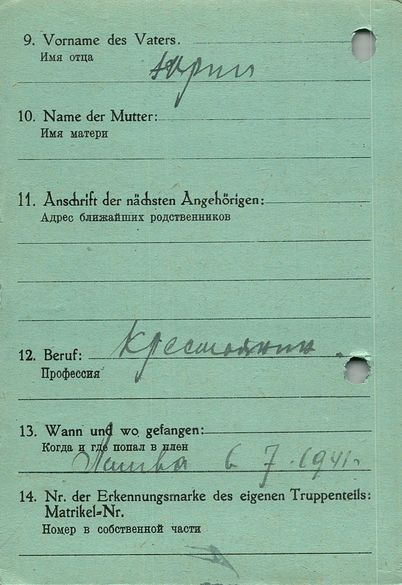 9. Vorname des Vaters.
Имя отца
10. Name der Mutter:
Имя матери
11. Anschrift der nächsten Angehörigen:
Адрес ближайших родственников
12. Beruf: Крестьянин.
Профессия
13. Wann und wo gefangen:
Когда и где попал в плен
6 7. 1941г.
14. Nr. der Erkennungsmarke des eigenen Truppenteils:
Matrikel-Nr.
Номер в собственной части